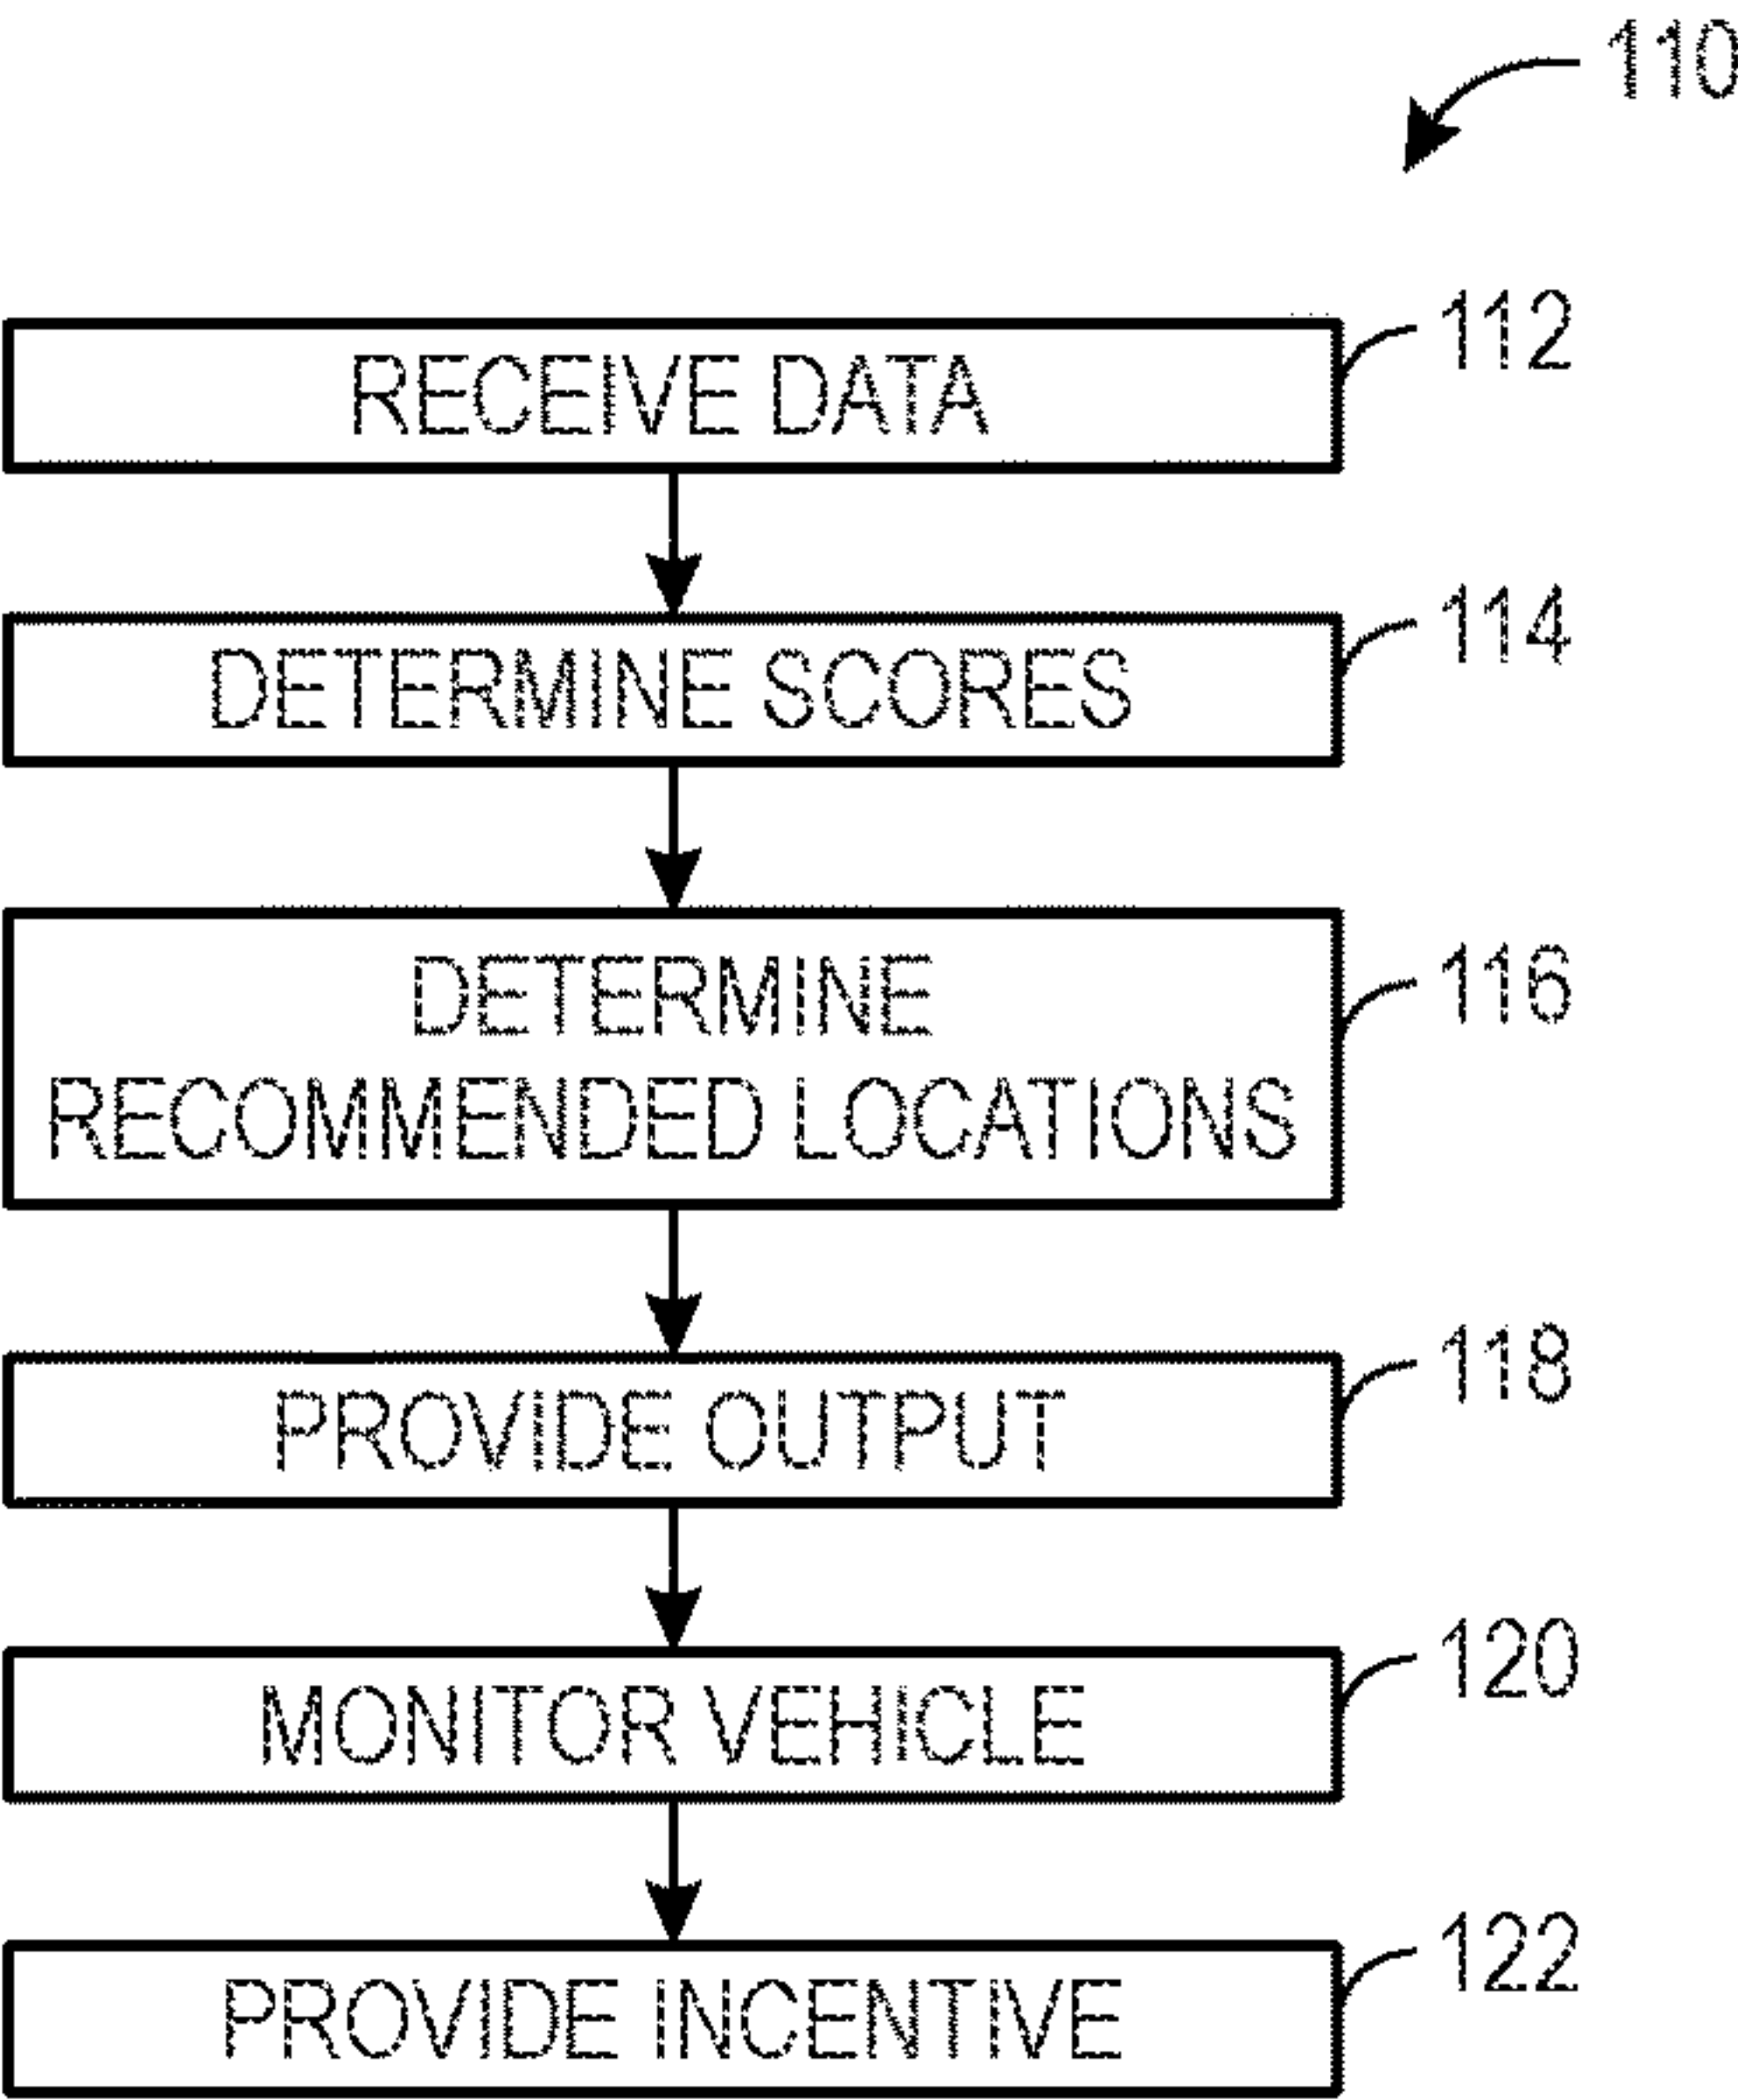 110
RECEIVE DATA
112
DETERMINE SCORES
114
DETERMINE
RECOMMENDED LOCATIONS
116
PROVIDE OUTPUT
118
MONITOR VEHICLE
120
PROVIDE INCENTIVE
122